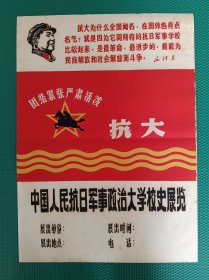 抗大为什么全国闻名,在国外也有点
名气?就是因为它同所有的抗日军事学校
比较起来,是最革命、最进步的,最能为
民族解放和社会解放而斗争。
毛泽东
团结 紧张 严肃 活泼
抗大
中国人民抗日军事政治大学校史展览
展出单位:
展出时间:
展出地点:
电话: